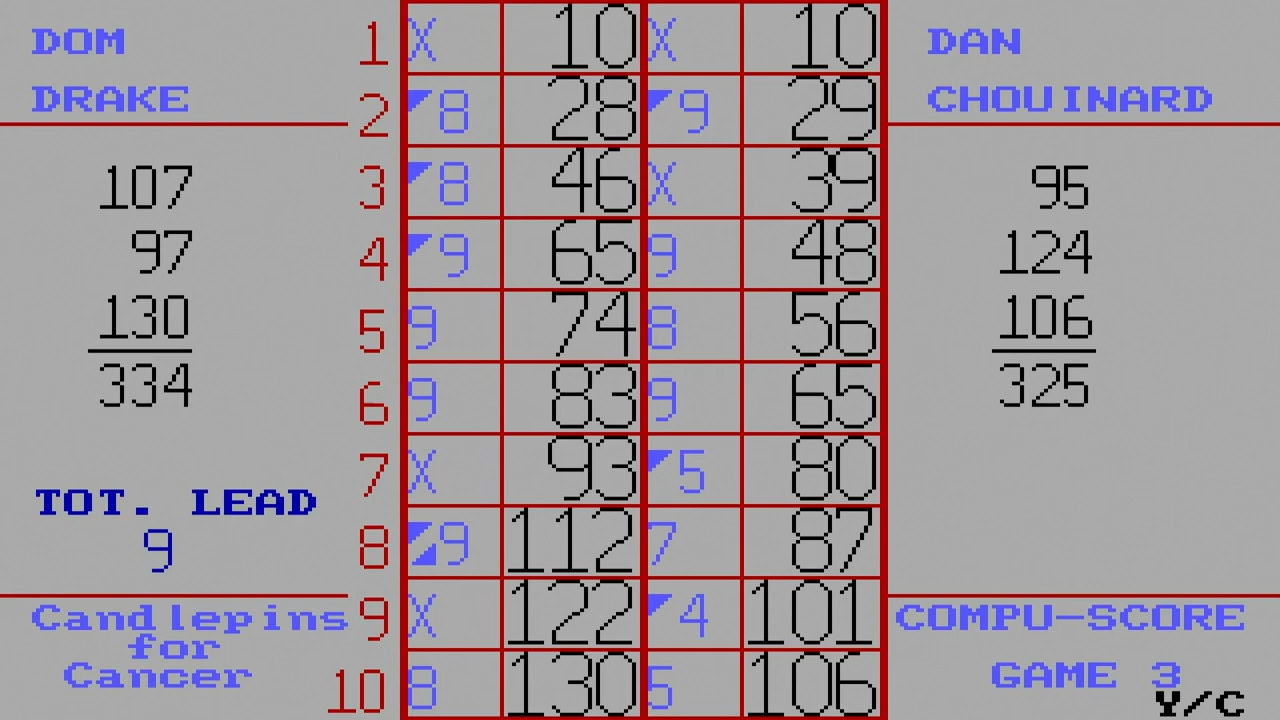 DOM
DRAKE
107
97
130
334
TOT. LEAD
9
Candlepins
for
Cancer
1 X 10 X 10
2 8 28 9 29
3 8 46 X 39
4 9 65 9 48
5 9 74 8 56
6 9 83 9 65
7 X 93 5 80
8 9 112 7 87
9 X 122 4 101
10 8 130 5 106
DAN
CHOUINARD
95
124
106
325
COMPU-SCORE
GAME 3
Y/C